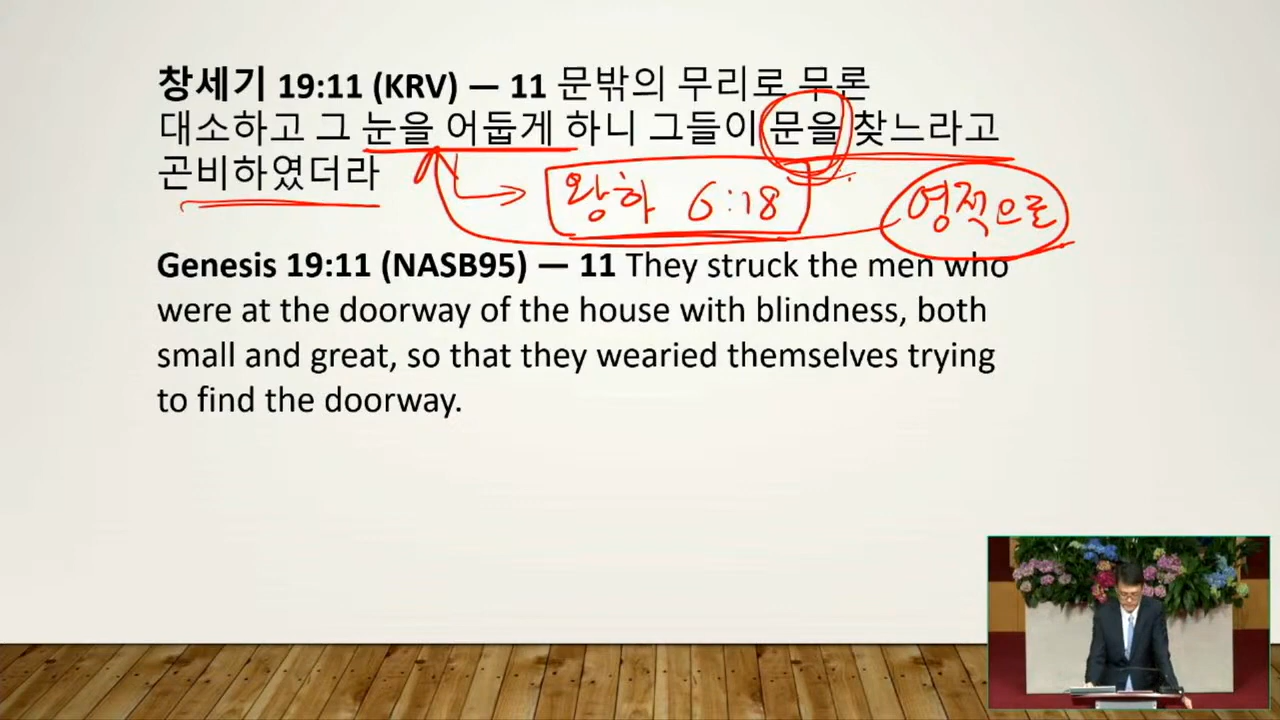 창세기 19:11 (KRV) — 11 문밖의 무리로 무론
대소하고 그 눈을 어둡게 하니 그들이 문을 찾느라고
곤비하였더라
왕하 6:18
영적으로
Genesis 19:11 (NASB95) — 11 They struck the men who
were at the doorway of the house with blindness, both
small and great, so that they wearied themselves trying
to find the doorway.